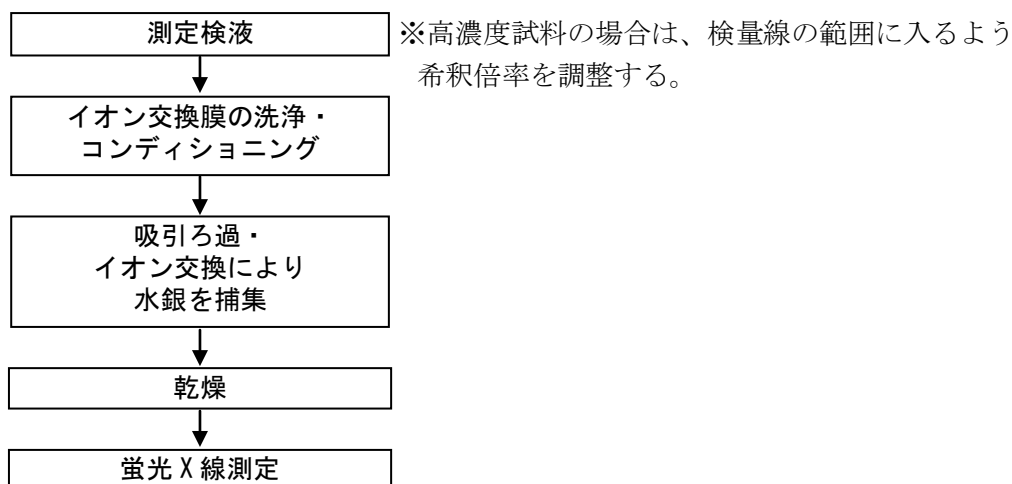 測定検液
※高濃度試料の場合は、検量線の範囲に入るよう
希釈倍率を調整する。
イオン交換膜の洗浄・
コンディショニング
吸引ろ過・
イオン交換により
水銀を捕集
乾燥
蛍光X線測定